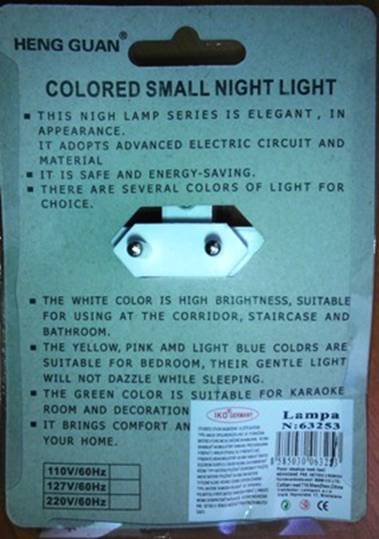 HENG GUAN®
COLORED SMALL NIGHT LIGHT
■ THIS NIGH LAMP SERIES IS ELEGANT, IN
APPEARANCE.
IT ADOPTS ADVANCED ELECTRIC CIRCUIT AND
MATERIAL
■ IT IS SAFE AND ENERGY-SAVING.
■ THERE ARE SEVERAL COLORS OF LIGHT FOR
CHOICE.
■ THE WHITE COLOR IS HIGH BRIGHTNESS, SUITABLE
FOR USING AT THE CORRIDOR, STAIRCASE AND
BATHROOM.
■ THE YELLOW, PINK AMD LIGHT BLUE COLDRS ARE
SUITABLE FOR BEDROOM, THEIR GENTLE LIGHT
WILL NOT DAZZLE WHILE SLEEPING.
■ THE GREEN COLOR IS SUITABLE FOR KARAOKE
ROOM AND DECORATION
■ IT BRINGS COMFORT AN
YOUR HOME.
110V/60Hz
127V/60Hz
220V/60Hz
IKO® GERMANY
Lampa
N:63253
CE